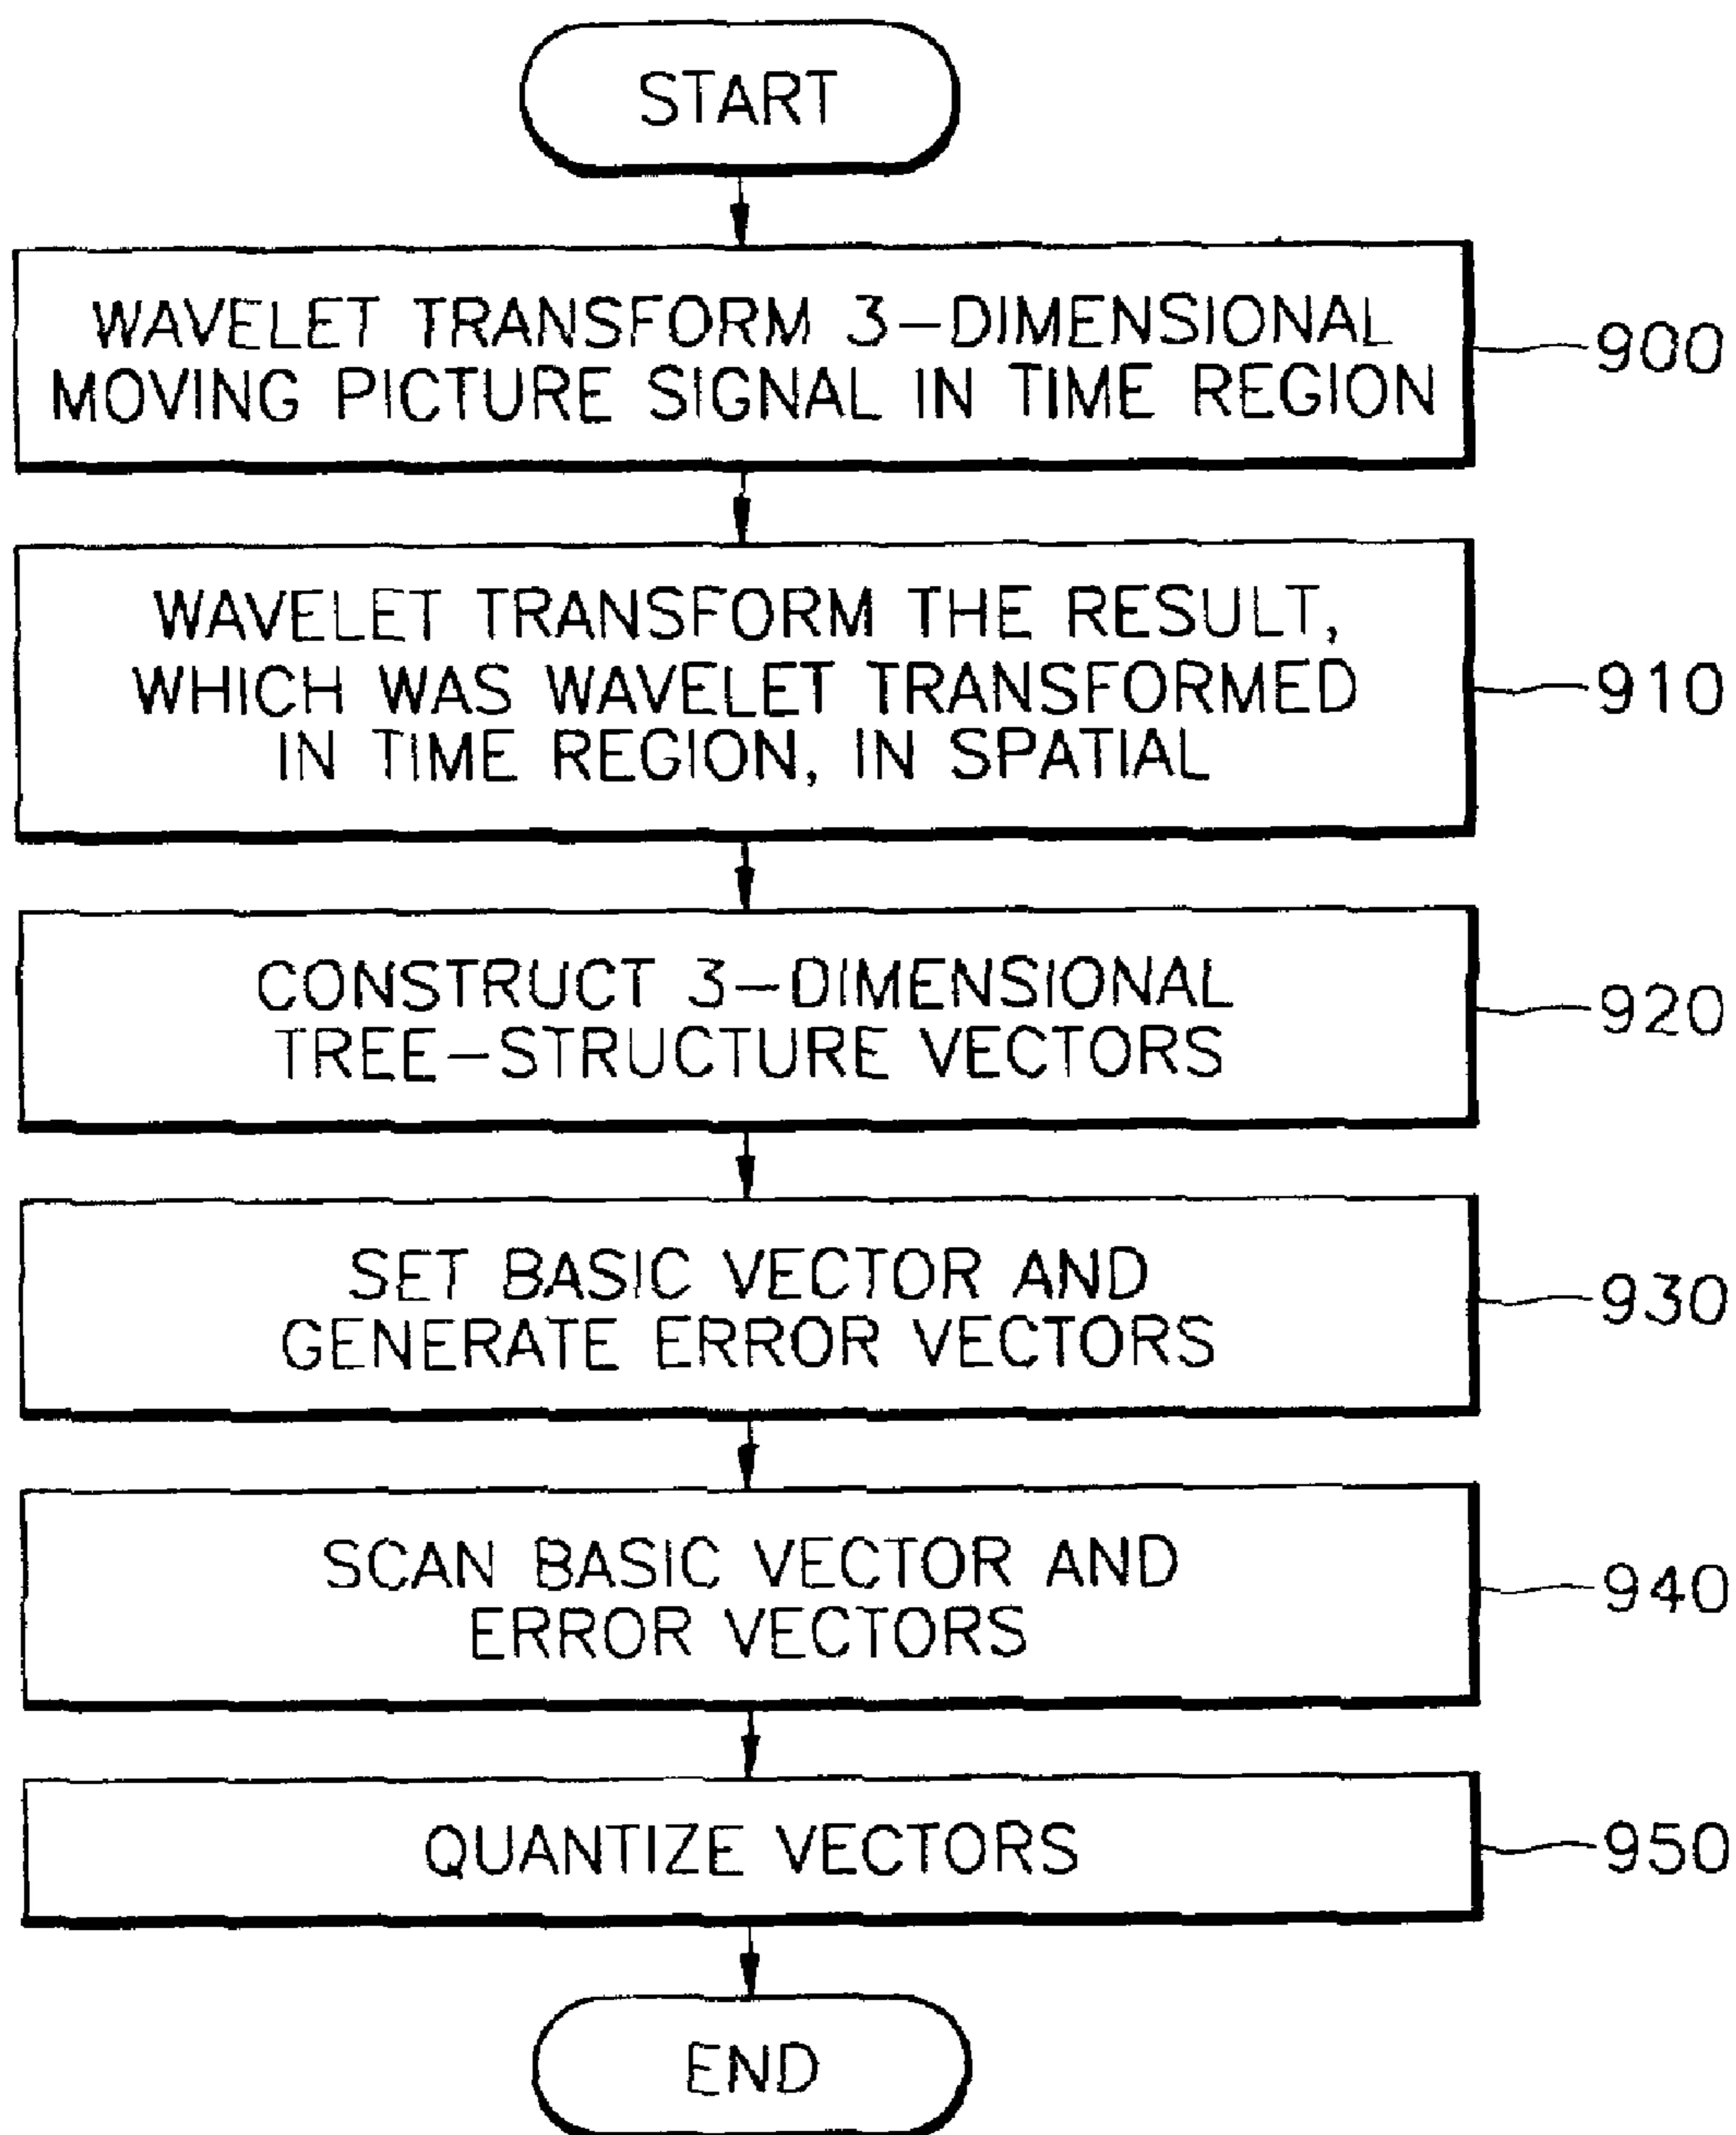 START
WAVELET TRANSFORM 3-DIMENSIONAL
MOVING PICTURE SIGNAL IN TIME REGION
900
WAVELET TRANSFORM THE RESULT,
WHICH WAS WAVELET TRANSFORMED
IN TIME REGION, IN SPATIAL
910
CONSTRUCT 3-DIMENSIONAL
TREE-STRUCTURE VECTORS
920
SET BASIC VECTOR AND
GENERATE ERROR VECTORS
930
SCAN BASIC VECTOR AND
ERROR VECTORS
940
QUANTIZE VECTORS
950
END